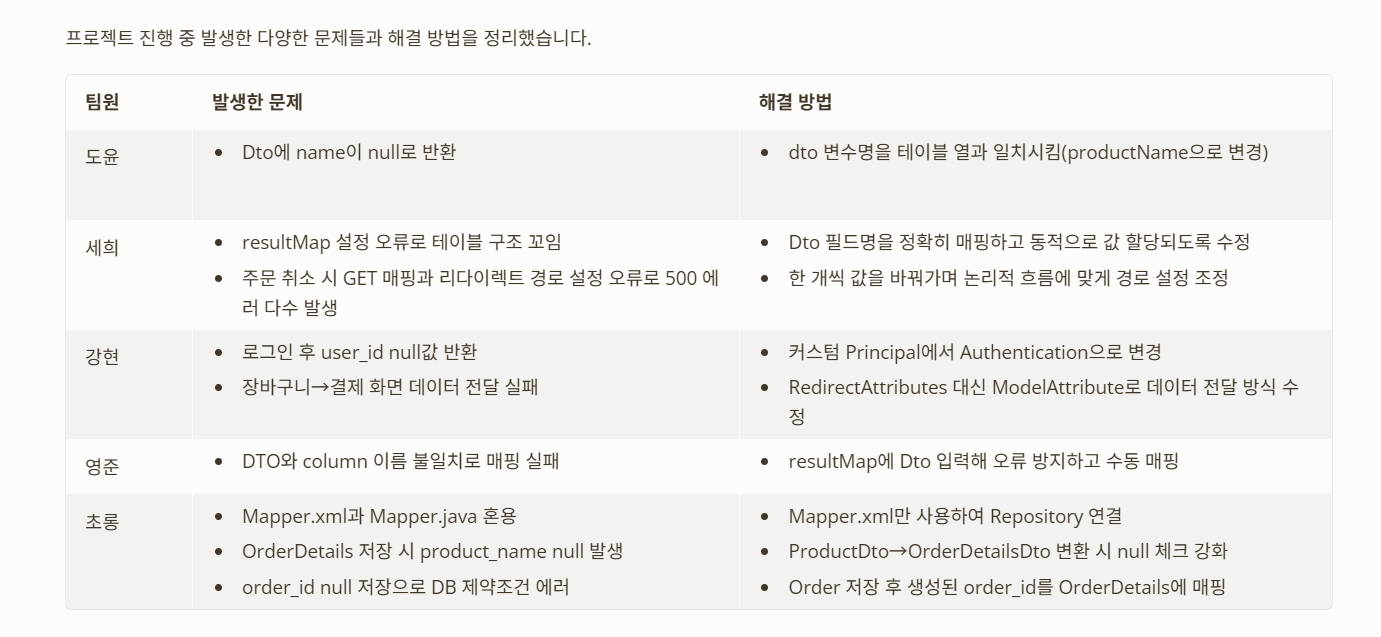 프로젝트 진행 중 발생한 다양한 문제들과 해결 방법을 정리했습니다.
팀원 발생한 문제 해결 방법
도윤
• Dto에 name이 null로 반환
• dto 변수명을 테이블 열과 일치시킴(productName으로 변경)
세희
• resultMap 설정 오류로 테이블 구조 꼬임
• 주문 취소 시 GET 매핑과 리다이렉트 경로 설정 오류로 500 에
러 다수 발생
• Dto 필드명을 정확히 매핑하고 동적으로 값 할당되도록 수정
• 한 개씩 값을 바꿔가며 논리적 흐름에 맞게 경로 설정 조정
강현
• 로그인 후 user_id null값 반환
• 장바구니→결제 화면 데이터 전달 실패
• 커스텀 Principal에서 Authentication으로 변경
• RedirectAttributes 대신 ModelAttribute로 데이터 전달 방식 수
정
영준
• DTO와 column 이름 불일치로 매핑 실패
• resultMap에 Dto 입력해 오류 방지하고 수동 매핑
초롱
• Mapper.xml과 Mapper.java 혼용
• OrderDetails 저장 시 product_name null 발생
• order_id null 저장으로 DB 제약조건 에러
• Mapper.xml만 사용하여 Repository 연결
• ProductDto→OrderDetailsDto 변환 시 null 체크 강화
• Order 저장 후 생성된 order_id를 OrderDetails에 매핑